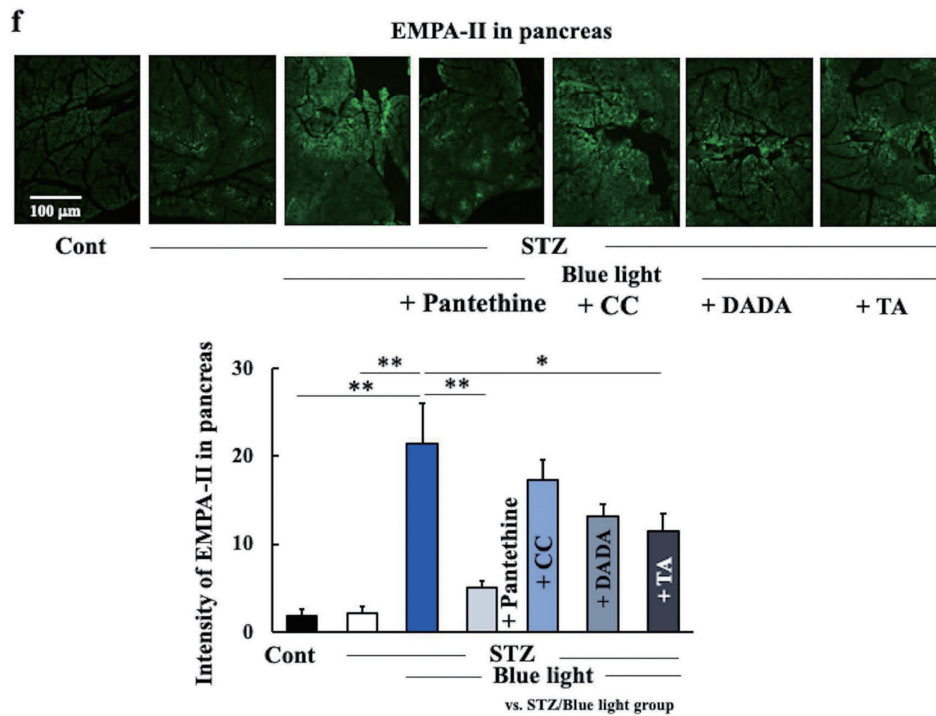 f
EMPA-II in pancreas
100 μm
Cont
STZ
Blue light
+ Pantethine
+ CC
+ DADA
+ TA
Intensity of EMPA-II in pancreas
30
20
10
0
**
**
**
*
+ Pantethine
+ CC
+ DADA
+ TA
Cont
STZ
Blue light
vs. STZ/Blue light group